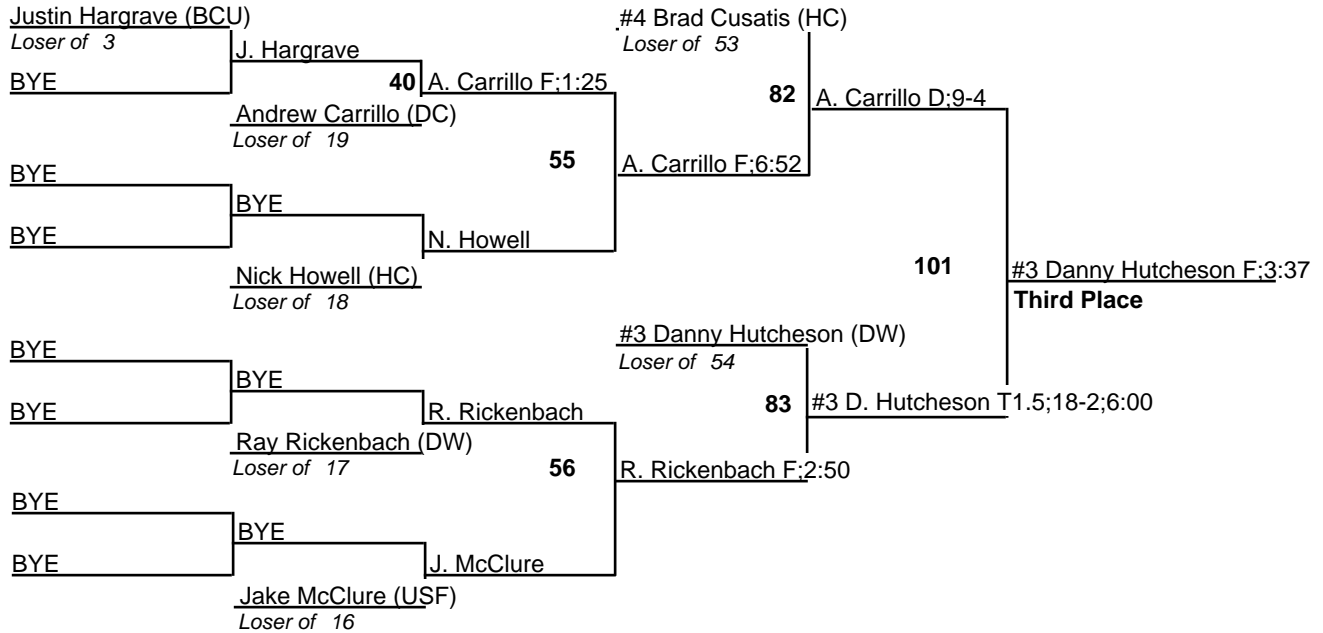 Justin Hargrave (BCU)
Loser of 3
J. Hargrave
BYE
40
A. Carrillo F;1:25
Andrew Carrillo (DC)
Loser of 19
55
BYE
BYE
BYE
N. Howell
Nick Howell (HC)
Loser of 18
#4 Brad Cusatis (HC)
Loser of 53
82
A. Carrillo D;9-4
A. Carrillo F;6:52
101
#3 Danny Hutcheson F;3:37
Third Place
BYE
BYE
BYE
R. Rickenbach
Ray Rickenbach (DW)
Loser of 17
56
BYE
BYE
BYE
J. McClure
Jake McClure (USF)
Loser of 16
#3 Danny Hutcheson (DW)
Loser of 54
83
#3 D. Hutcheson T1.5;18-2;6:00
R. Rickenbach F;2:50